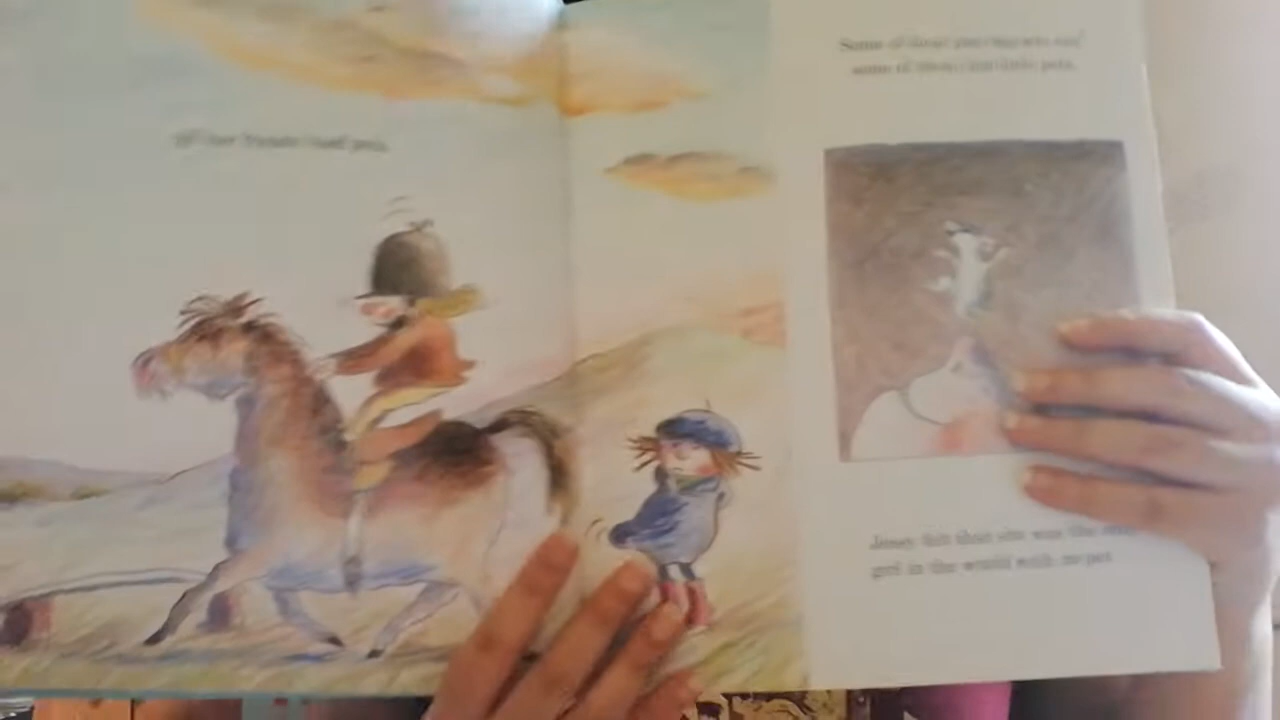 All her friends had pets.
Some of them had big pets and
some of them had little pets.
Jenny felt that she was the only
girl in the world with no pet.